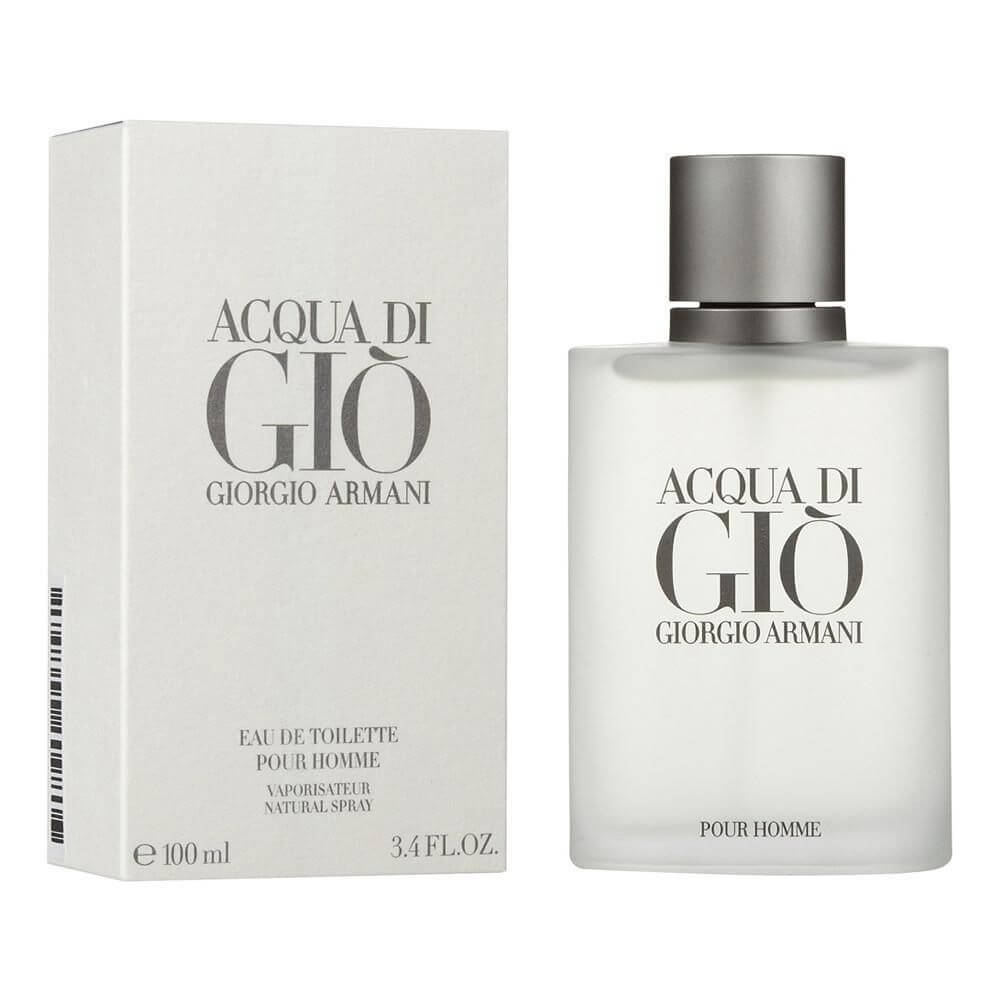 ACQUA DI
GIÒ
GIORGIO ARMANI
EAU DE TOILETTE
POUR HOMME
VAPORISATEUR
NATURAL SPRAY
℮ 100 ml
3.4 FL.OZ.
ACQUA DI
GIÒ
GIORGIO ARMANI
POUR HOMME